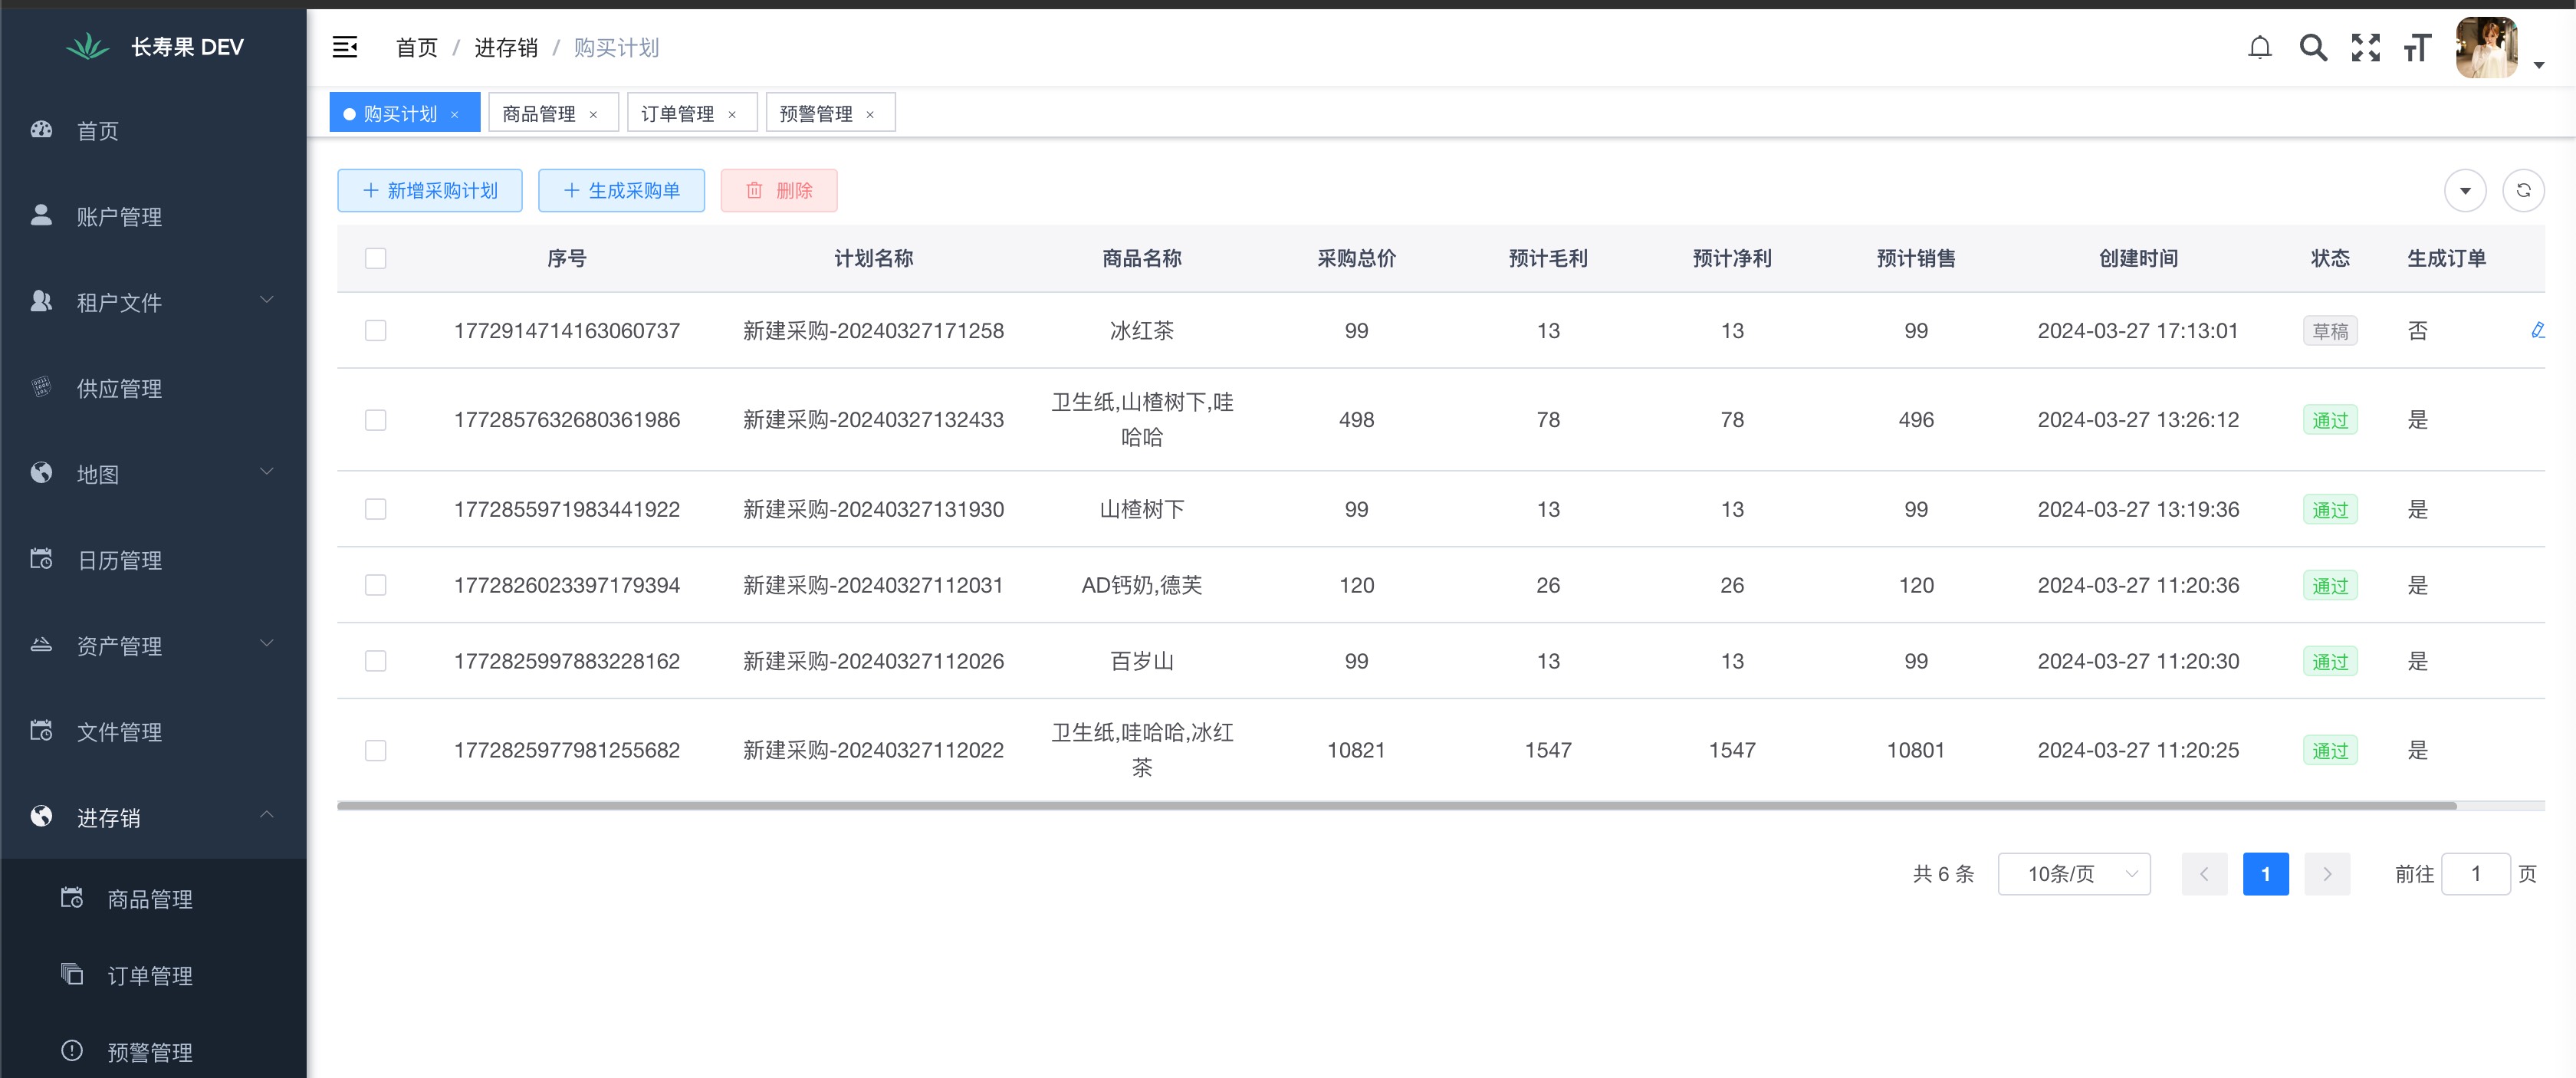 长寿果 DEV
首页 / 进存销 / 购买计划
购买计划 × 商品管理 × 订单管理 × 预警管理 ×
首页
账户管理
租户文件
供应管理
地图
日历管理
资产管理
文件管理
进存销
商品管理
订单管理
预警管理
+ 新增采购计划 + 生成采购单 删除
序号 计划名称 商品名称 采购总价 预计毛利 预计净利 预计销售 创建时间 状态 生成订单
1772914714163060737 新建采购-20240327171258 冰红茶 99 13 13 99 2024-03-27 17:13:01 草稿 否
1772857632680361986 新建采购-20240327132433 卫生纸,山楂树下,哇
哈哈 498 78 78 496 2024-03-27 13:26:12 通过 是
1772855971983441922 新建采购-20240327131930 山楂树下 99 13 13 99 2024-03-27 13:19:36 通过 是
1772826023397179394 新建采购-20240327112031 AD钙奶,德芙 120 26 26 120 2024-03-27 11:20:36 通过 是
1772825997883228162 新建采购-20240327112026 百岁山 99 13 13 99 2024-03-27 11:20:30 通过 是
1772825977981255682 新建采购-20240327112022 卫生纸,哇哈哈,冰红
茶 10821 1547 1547 10801 2024-03-27 11:20:25 通过 是
共 6 条 10条/页 1 前往 1 页